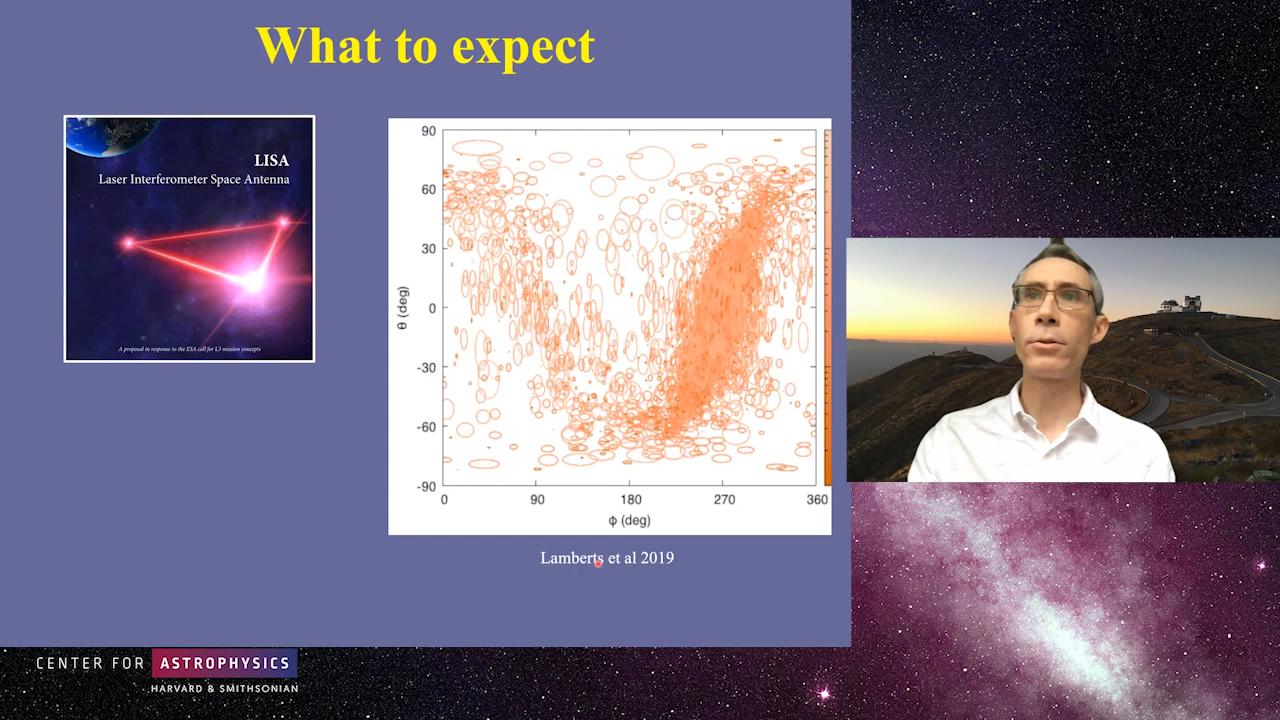 What to expect
LISA
Laser Interferometer Space Antenna
A proposal in response to the ESA call for L3 mission concepts
90
60
30
0
-30
-60
-90
θ (deg)
0 90 180 270 360
ϕ (deg)
Lamberts et al 2019
CENTER FOR ASTROPHYSICS
HARVARD & SMITHSONIAN